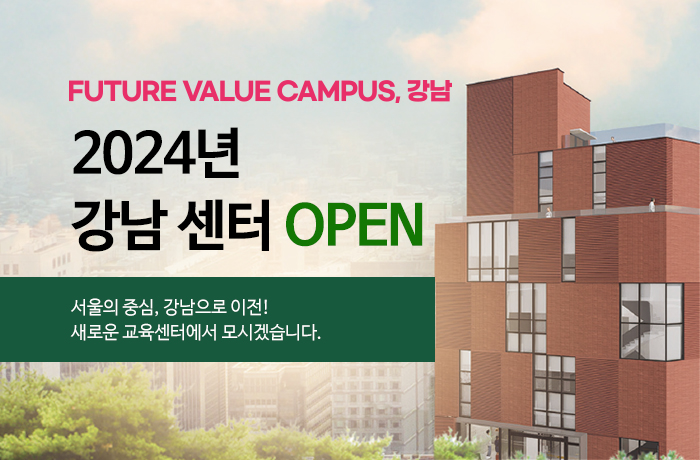 FUTURE VALUE CAMPUS, 강남
2024년
강남 센터 OPEN
서울의 중심, 강남으로 이전!
새로운 교육센터에서 모시겠습니다.